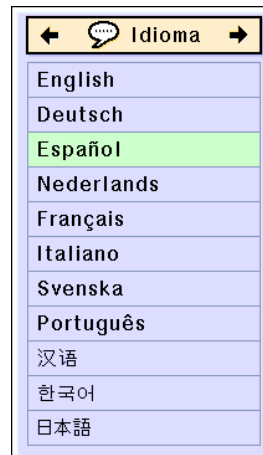 Idioma
English
Deutsch
Español
Nederlands
Français
Italiano
Svenska
Português
汉语
한국어
日本語